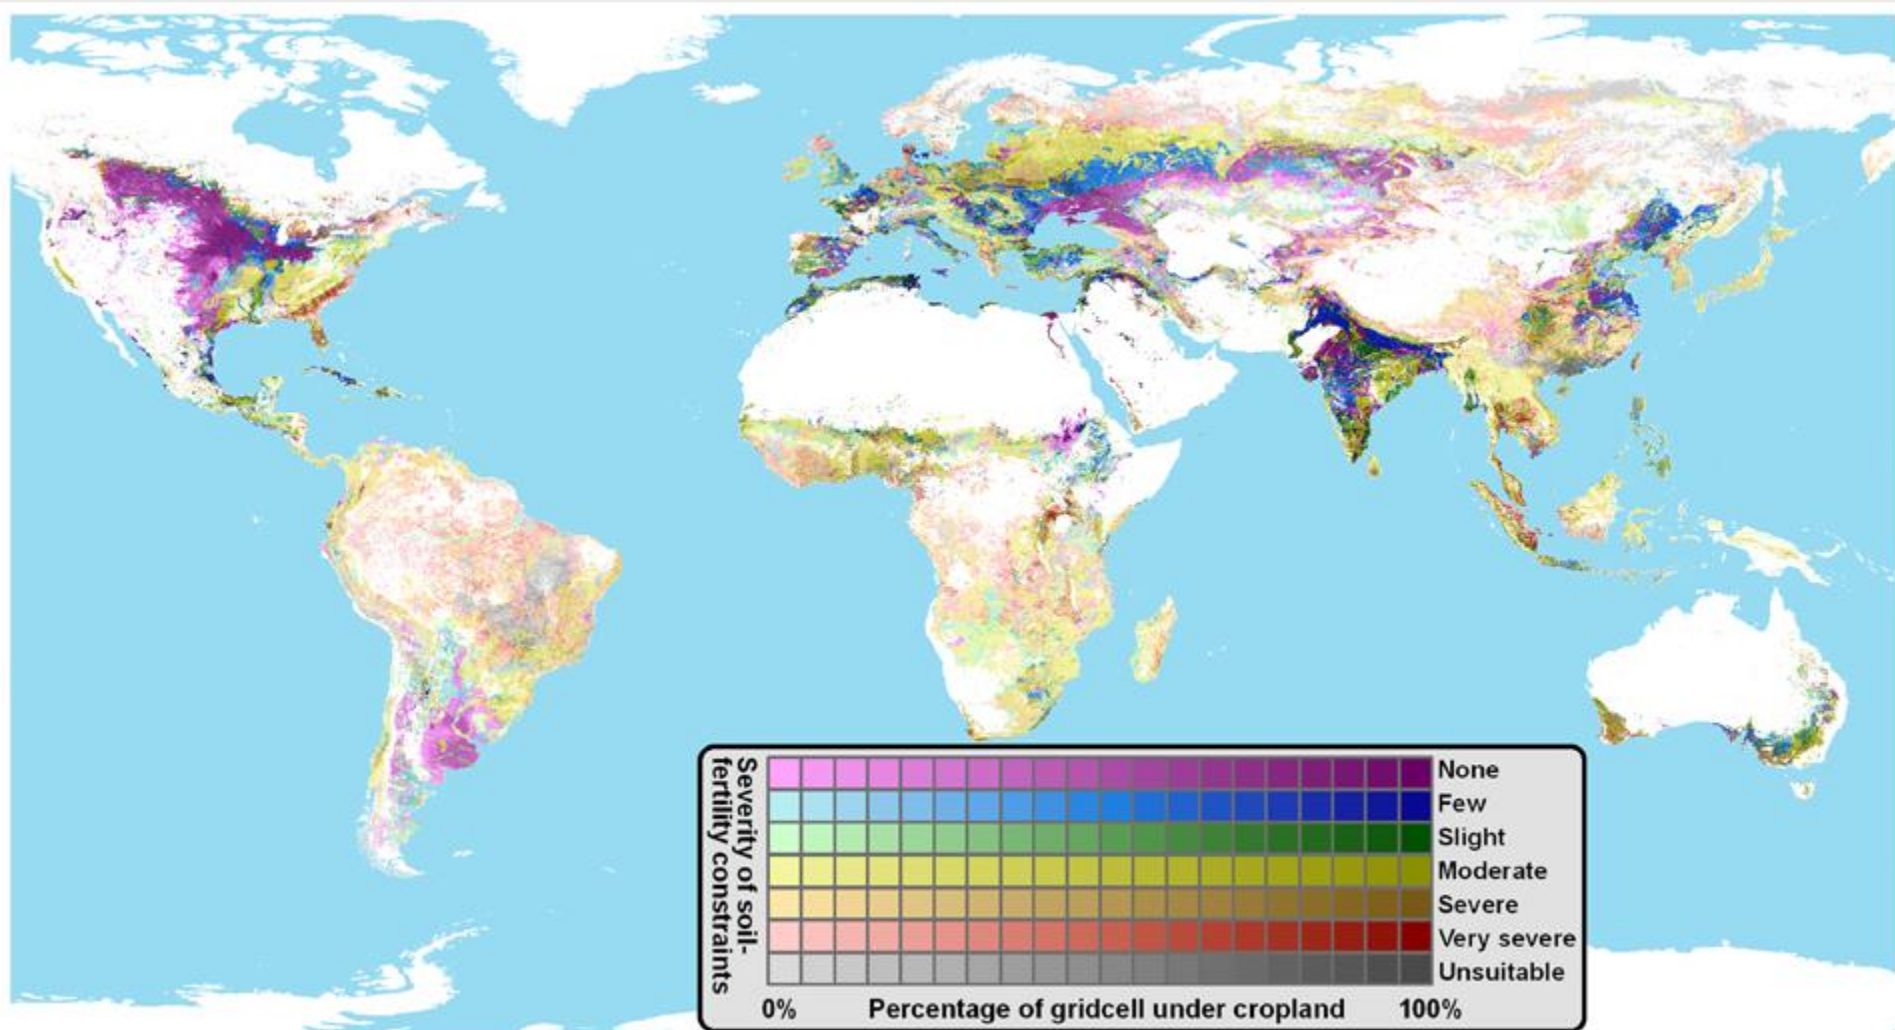 Severity of soil-
fertility constraints
None
Few
Slight
Moderate
Severe
Very severe
Unsuitable
0% Percentage of gridcell under cropland 100%